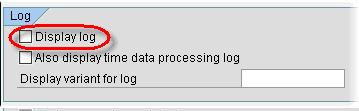 Log
Display log
Also display time data processing log
Display variant for log